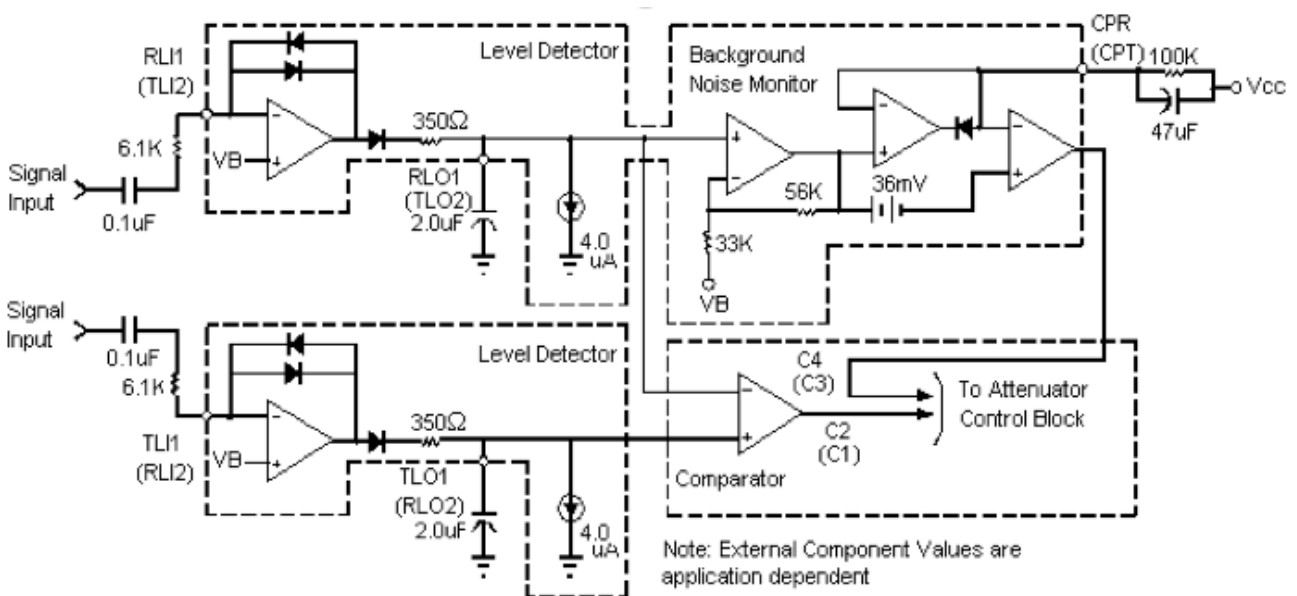 Level Detector
RLI1
(TLI2)
6.1K
VB
Signal
Input
0.1uF
350Ω
RLO1
(TLO2)
2.0uF
4.0
uA
Background
Noise Monitor
CPR
(CPT)
100K
Vcc
47uF
56K
36mV
33K
VB
Signal
Input
0.1uF
6.1K
TLI1
(RLI2)
VB
Level Detector
350Ω
TLO1
(RLO2)
2.0uF
4.0
uA
C4
(C3)
C2
(C1)
To Attenuator
Control Block
Comparator
Note: External Component Values are
application dependent